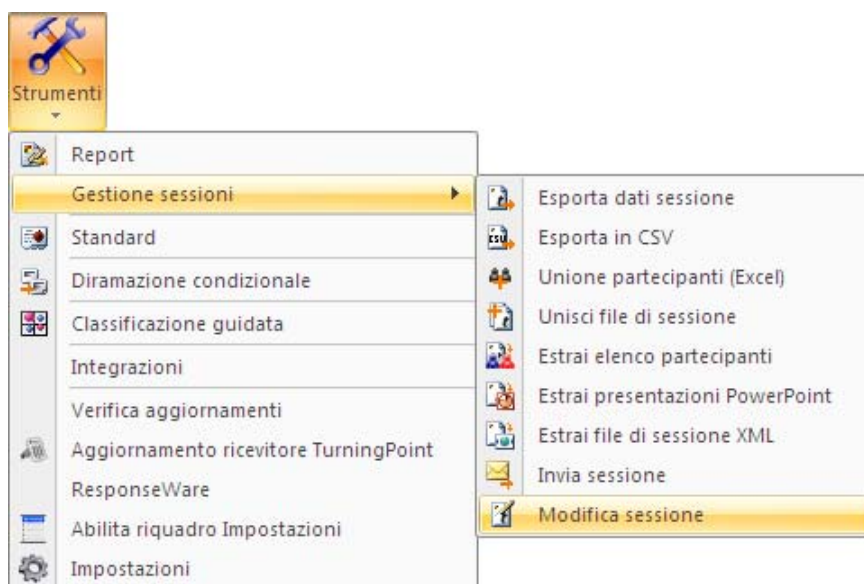 Strumenti
Report
Gestione sessioni
Standard
Diramazione condizionale
Classificazione guidata
Integrazioni
Verifica aggiornamenti
Aggiornamento ricevitore TurningPoint
ResponseWare
Abilita riquadro Impostazioni
Impostazioni
Esporta dati sessione
csv
Esporta in CSV
Unione partecipanti (Excel)
Unisci file di sessione
Estrai elenco partecipanti
Estrai presentazioni PowerPoint
Estrai file di sessione XML
Invia sessione
Modifica sessione